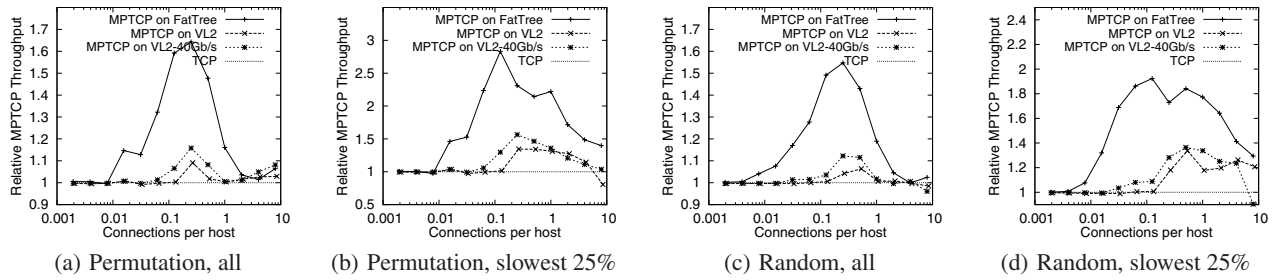 1.7
1.6
1.5
1.4
1.3
1.2
1.1
1
0.9
Relative MPTCP Throughput
MPTCP on FatTree
MPTCP on VL2
MPTCP on VL2-40Gb/s
TCP
0.001 0.01 0.1 1 10
Connections per host
(a) Permutation, all
3
2.5
2
1.5
1
0.5
Relative MPTCP Throughput
MPTCP on FatTree
MPTCP on VL2
MPTCP on VL2-40Gb/s
TCP
0.001 0.01 0.1 1 10
Connections per host
(b) Permutation, slowest 25%
1.7
1.6
1.5
1.4
1.3
1.2
1.1
1
0.9
Relative MPTCP Throughput
MPTCP on FatTree
MPTCP on VL2
MPTCP on VL2-40Gb/s
TCP
0.001 0.01 0.1 1 10
Connections per host
(c) Random, all
2.4
2.2
2
1.8
1.6
1.4
1.2
1
Relative MPTCP Throughput
MPTCP on FatTree
MPTCP on VL2
MPTCP on VL2-40Gb/s
TCP
0.001 0.01 0.1 1 10
Connections per host
(d) Random, slowest 25%